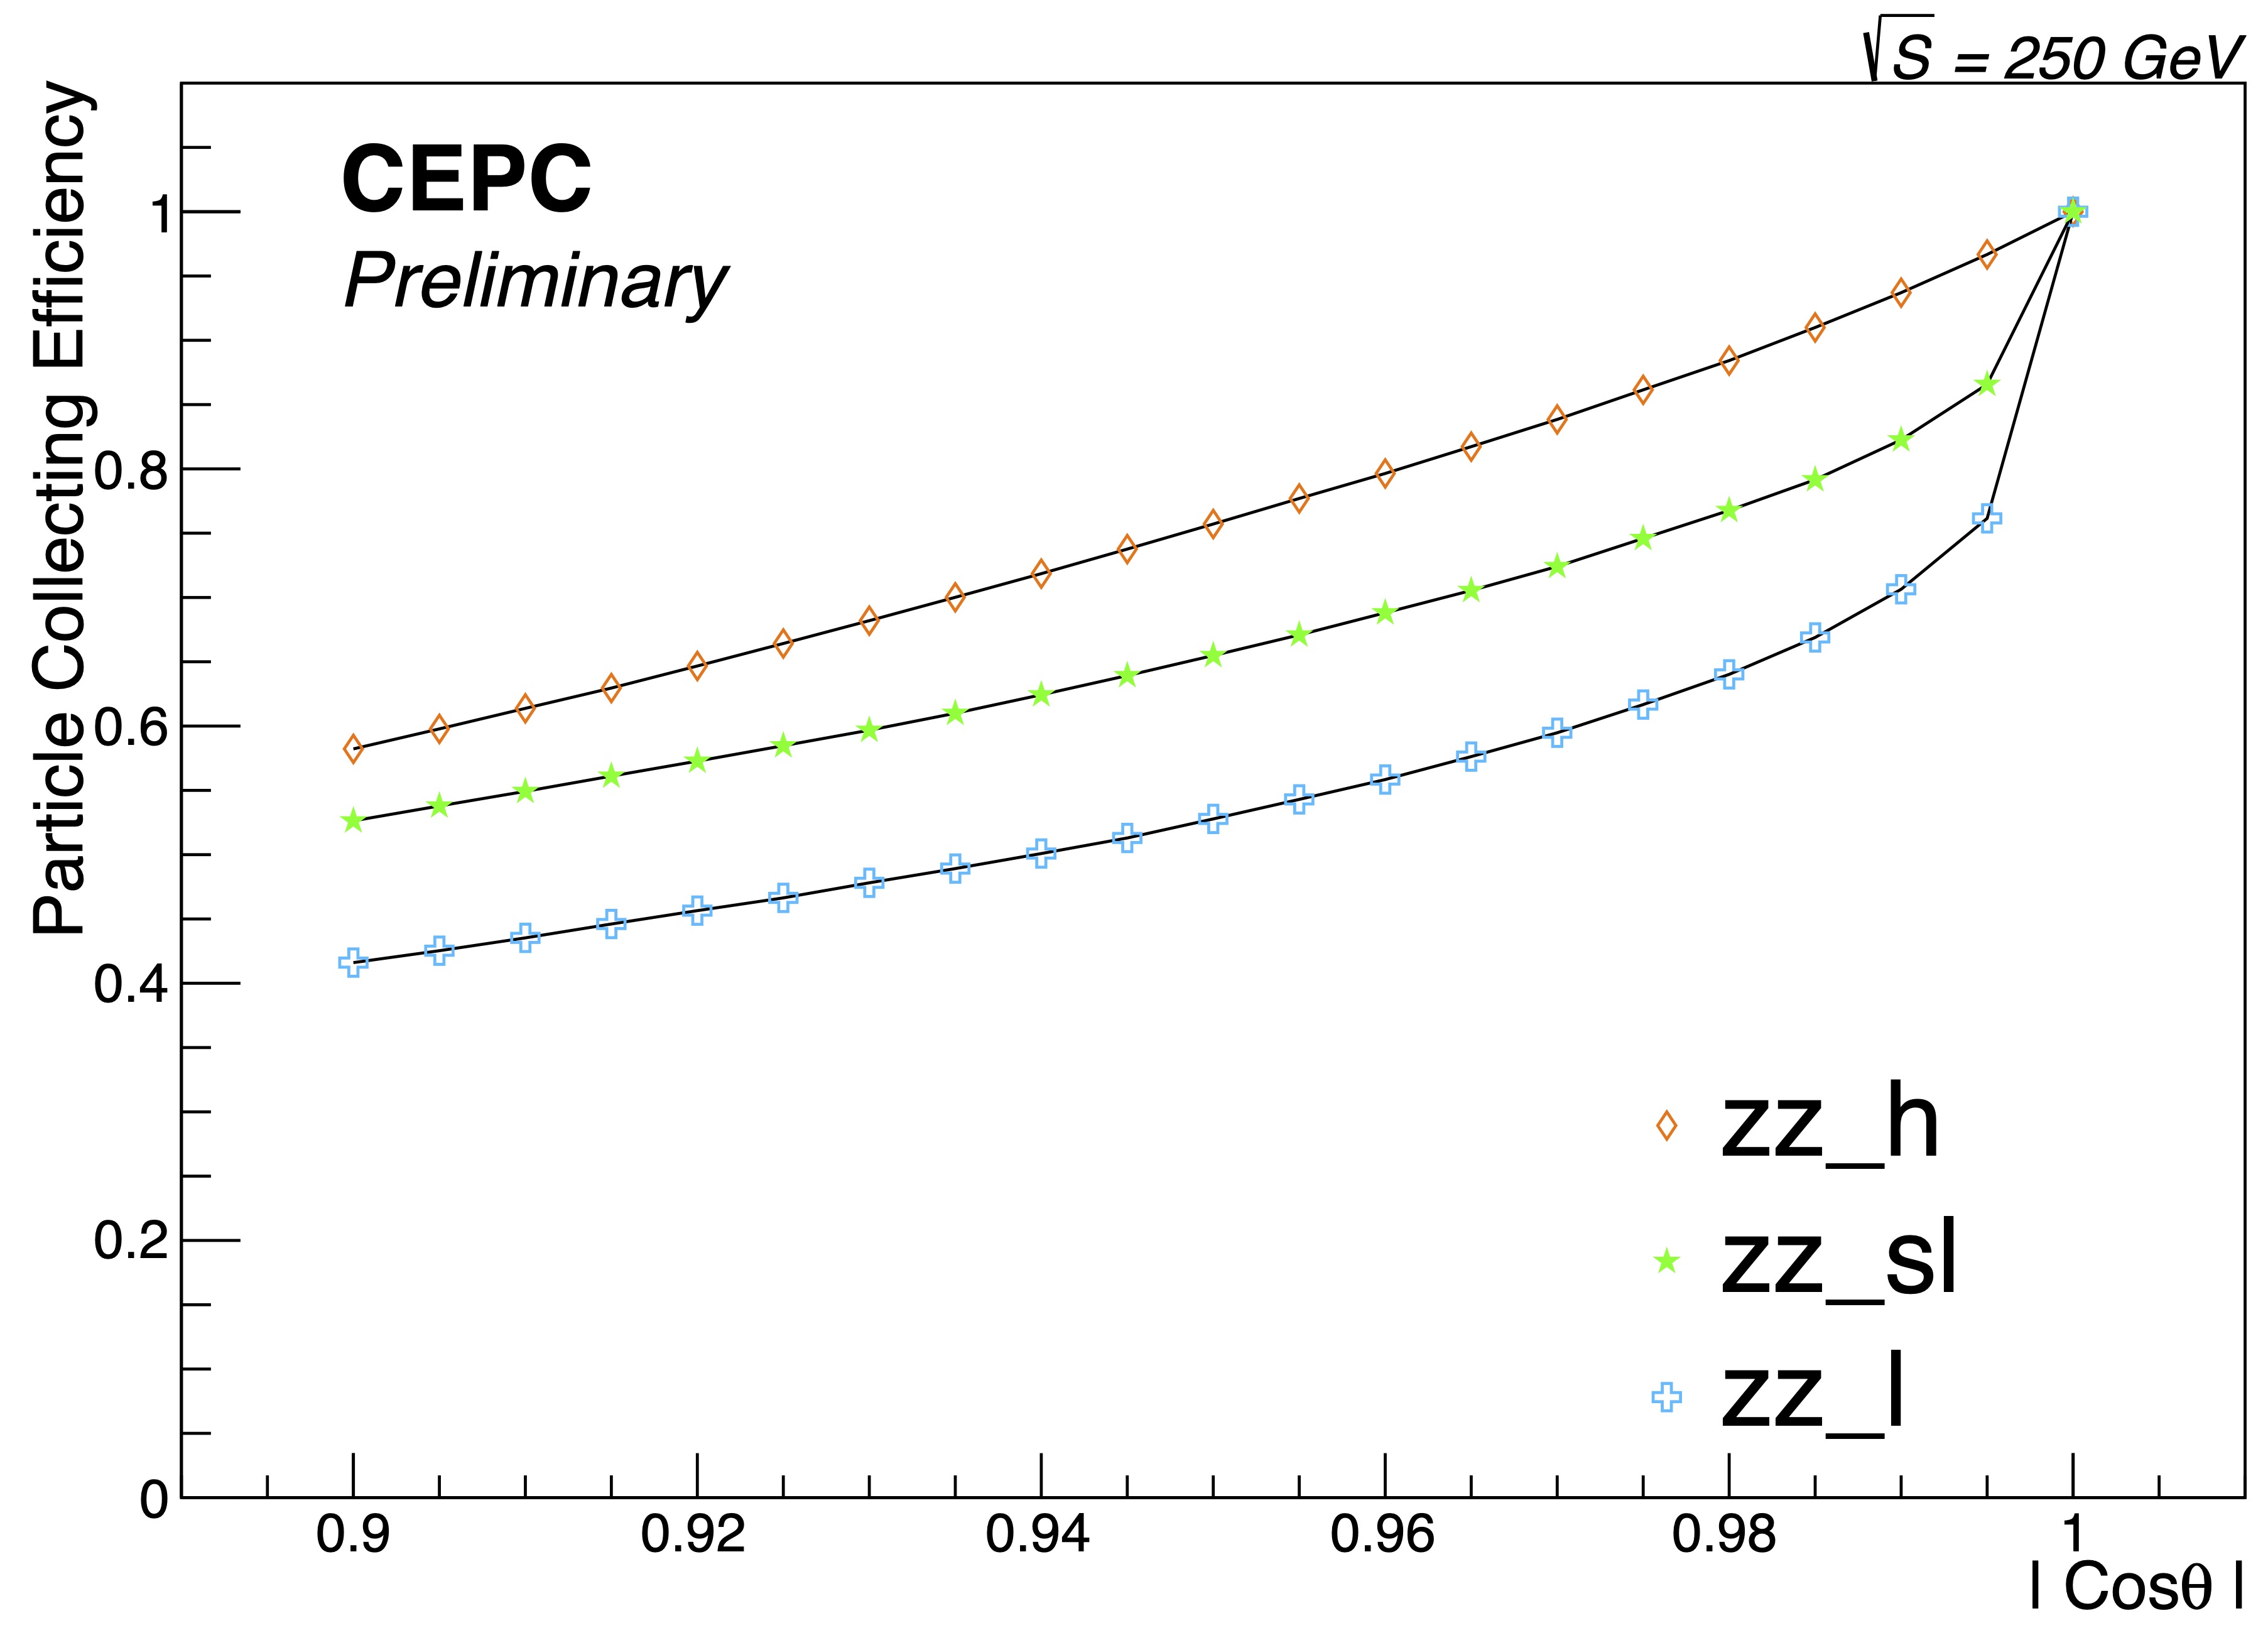 √S = 250 GeV
CEPC
Preliminary
Particle Collecting Efficiency
1
0.8
0.6
0.4
0.2
0
zz_h
zz_sl
zz_l
0.9 0.92 0.94 0.96 0.98 1
| Cosθ |